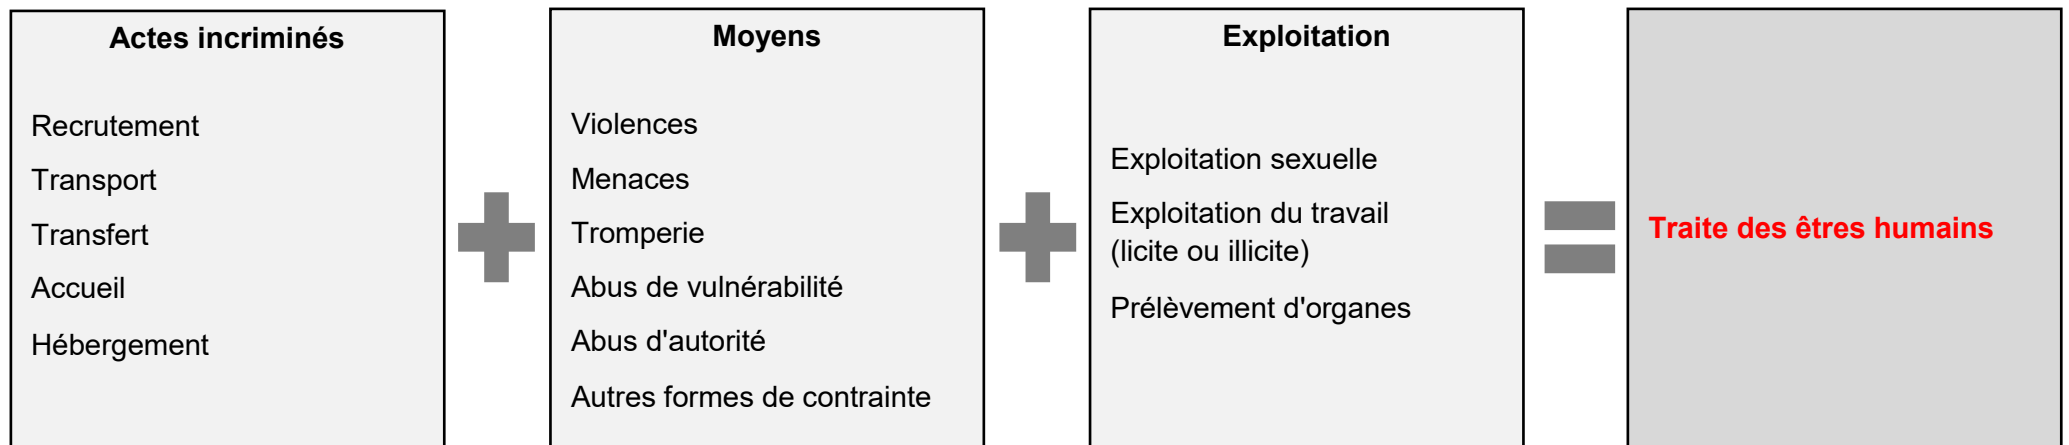 Actes incriminés
Recrutement
Transport
Transfert
Accueil
Hébergement
Moyens
Violences
Menaces
Tromperie
Abus de vulnérabilité
Abus d'autorité
Autres formes de contrainte
Exploitation
Exploitation sexuelle
Exploitation du travail
(licite ou illicite)
Prélèvement d'organes
Traite des êtres humains